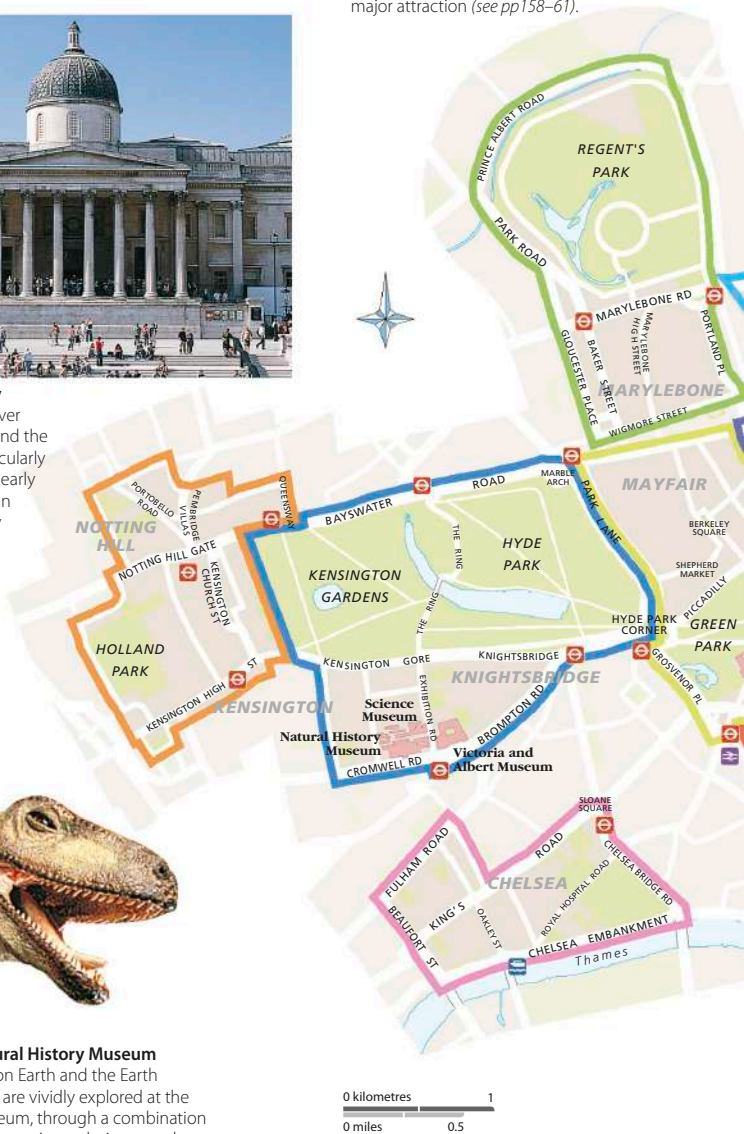 major attraction (see pp158–61).
PRINCE ALBERT ROAD
REGENT'S
PARK
PARK ROAD
MARYLEBONE RD
MARYLEBONE
HIGH STREET
BAKER STREET
GLOUCESTER PLACE
PORTLAND PL
MARYLEBONE
WIGMORE STREET
ver
nd the
cularly
early
n
MARBLE
ARCH
MAYFAIR
PARK LANE
BERKELEY
SQUARE
SHEPHERD
MARKET
PICCADILLY
QUEENSWAY
BAYSWATER ROAD
PORTOBELLO
ROAD
PEMBRIDGE
VILLAS
NOTTING
HILL
NOTTING HILL GATE
KENSINGTON
CHURCH ST
THE RING
HYDE
PARK
KENSINGTON
GARDENS
THE RING
HYDE PARK
CORNER
GREEN
PARK
HOLLAND
PARK
KENSINGTON GORE
KNIGHTSBRIDGE
KNIGHTSBRIDGE
GROSVENOR PL
KENSINGTON HIGH ST
KENSINGTON
EXHIBITION RD
Science
Museum
BROMPTON RD
Natural History
Museum
Victoria and
Albert Museum
CROMWELL RD
SLOANE
SQUARE
FULHAM ROAD
KING'S ROAD
CHELSEA
ROYAL HOSPITAL ROAD
CHELSEA BRIDGE RD
BEAUFORT ST
OAKLEY ST
CHELSEA EMBANKMENT
Thames
ural History Museum
on Earth and the Earth
are vividly explored at the
eum, through a combination
0 kilometres 1
0 miles 0.5